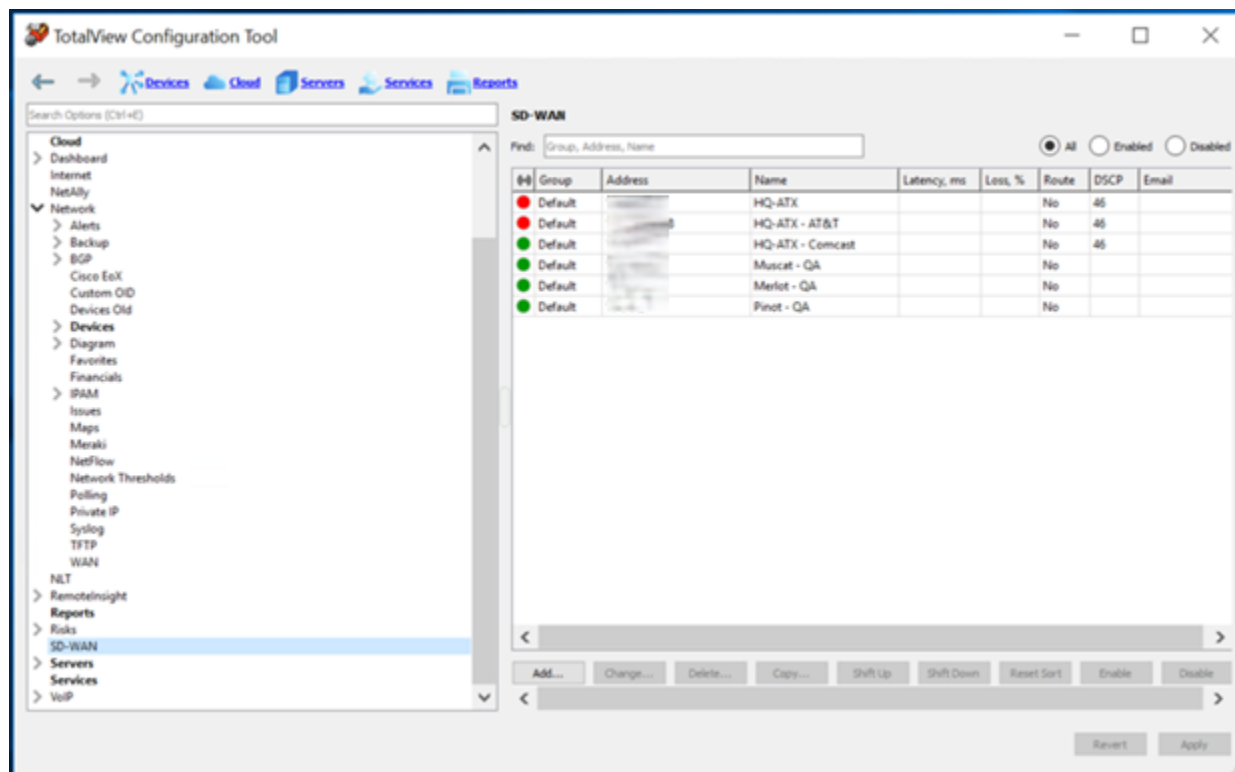 TotalView Configuration Tool
Devices Cloud Servers Services Reports
Search Options (Ctrl+E)
Cloud
Dashboard
Internet
NetAlly
Network
Alerts
Backup
BGP
Cisco EoX
Custom OID
Devices Old
Devices
Diagram
Favorites
Financials
IPAM
Issues
Maps
Meraki
NetFlow
Network Thresholds
Polling
Private IP
Syslog
TFTP
WAN
NLT
RemoteInsight
Reports
Risks
SD-WAN
Servers
Services
VoIP
SD-WAN
Find: Group, Address, Name All Enabled Disabled
Group Address Name Latency, ms Loss, % Route DSCP Email
Default HQ-ATX No 46
Default HQ-ATX - AT&T No 46
Default HQ-ATX - Comcast No 46
Default Muscat - QA No
Default Merlot - QA No
Default Pinot - QA No
Add... Change... Delete... Copy... Shift Up Shift Down Reset Sort Enable Disable
Revert Apply